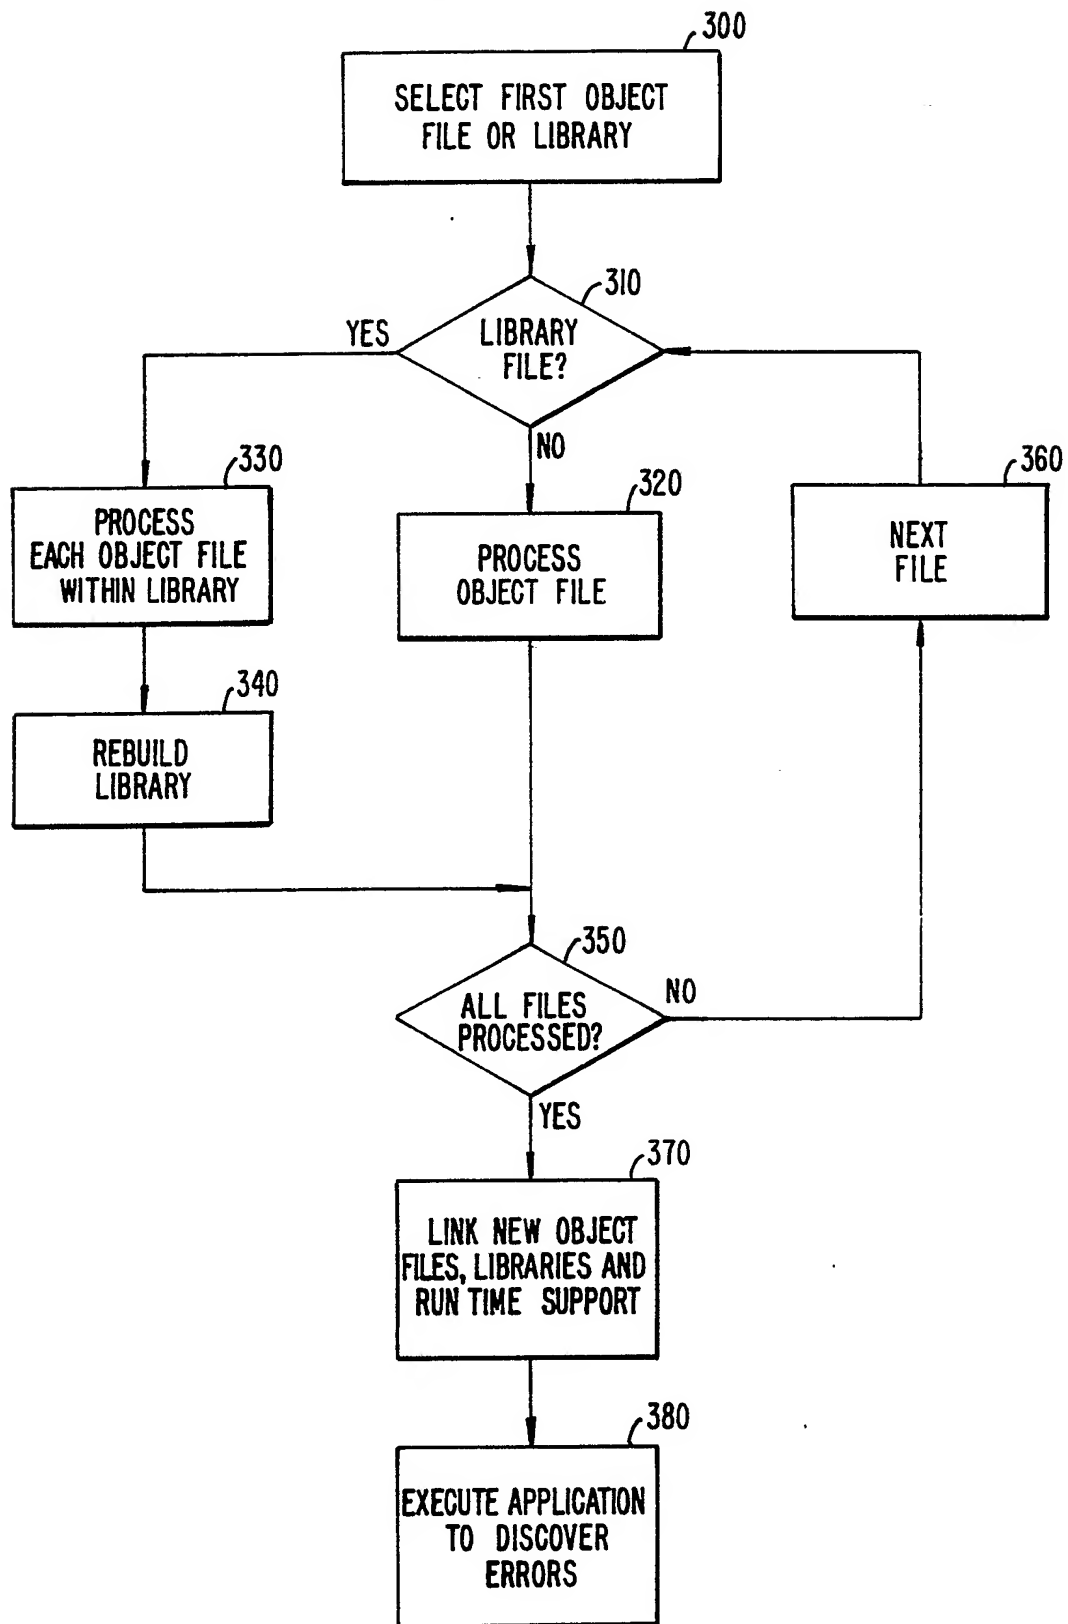 300
SELECT FIRST OBJECT
FILE OR LIBRARY
310
LIBRARY
FILE?
YES
NO
330
PROCESS
EACH OBJECT FILE
WITHIN LIBRARY
320
PROCESS
OBJECT FILE
360
NEXT
FILE
340
REBUILD
LIBRARY
350
ALL FILES
PROCESSED?
NO
YES
370
LINK NEW OBJECT
FILES, LIBRARIES AND
RUN TIME SUPPORT
380
EXECUTE APPLICATION
TO DISCOVER
ERRORS